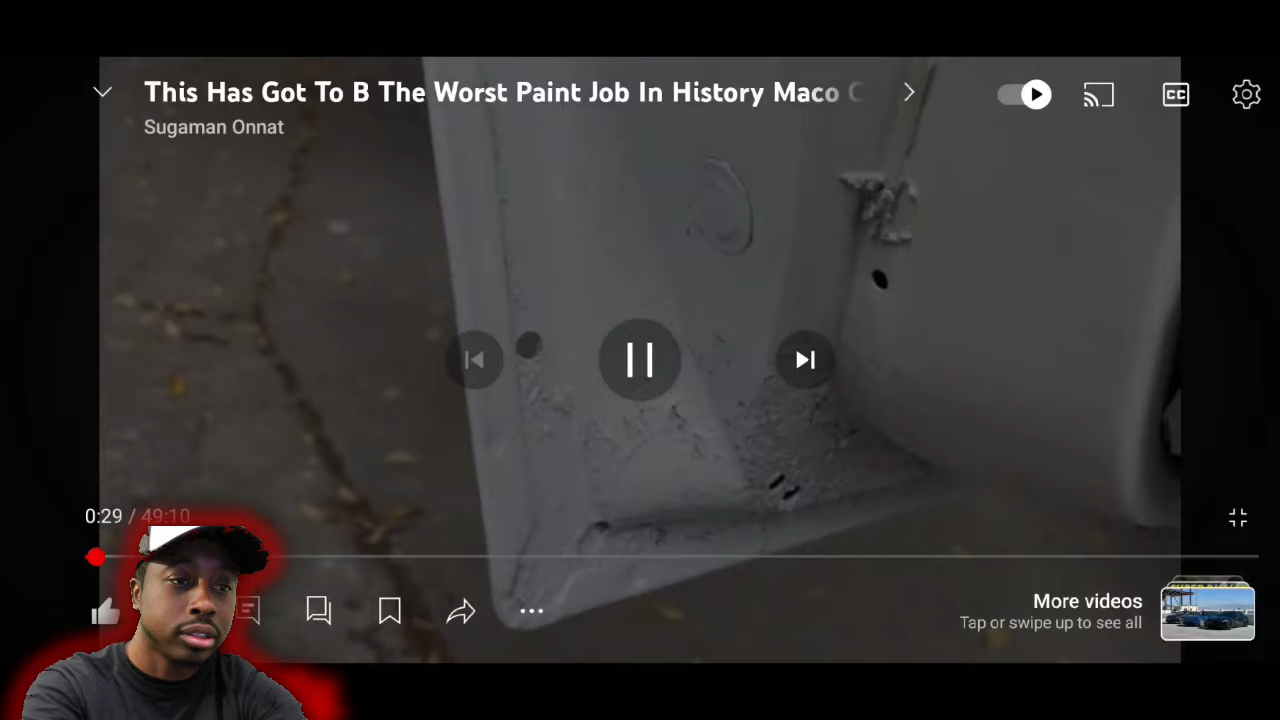 This Has Got To B The Worst Paint Job In History Maco
Sugaman Onnat
CC
0:29 / 49:10
More videos
Tap or swipe up to see all